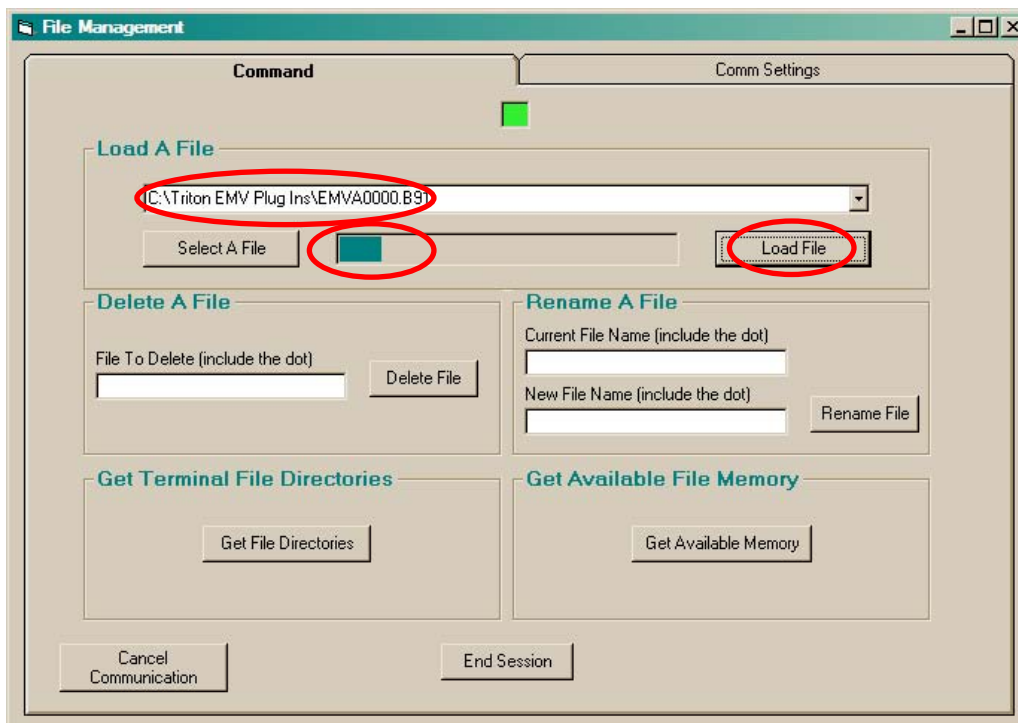 File Management
Command
Comm Settings
Load A File
C:\Triton EMV Plug Ins\EMVA0000.B91
Select A File
Load File
Delete A File
File To Delete (include the dot)
Delete File
Rename A File
Current File Name (include the dot)
New File Name (include the dot)
Rename File
Get Terminal File Directories
Get File Directories
Get Available File Memory
Get Available Memory
Cancel
Communication
End Session